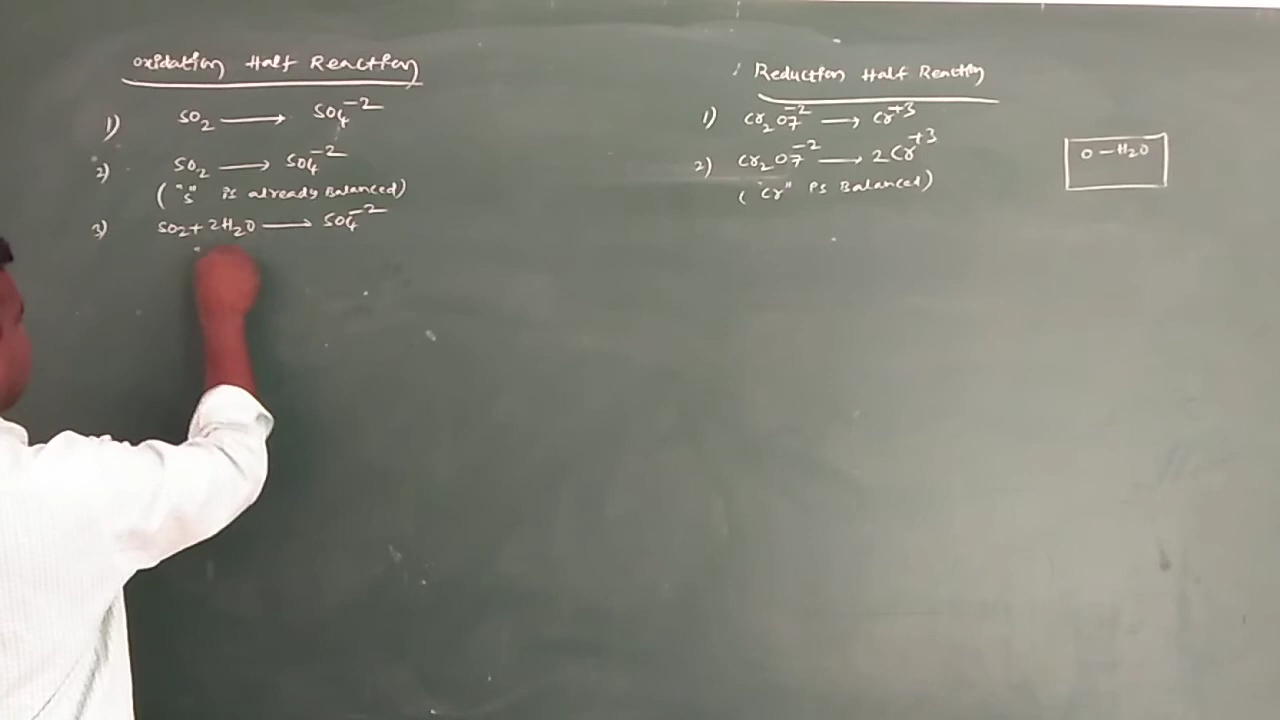 Oxidation Half Reaction
1) SO2 ⟶ SO4^-2
2) SO2 ⟶ SO4^-2
("S" is already Balanced)
3) SO2 + 2H2O ⟶ SO4^-2
Reduction Half Reaction
1) Cr2O7^-2 ⟶ Cr^+3
2) Cr2O7^-2 ⟶ 2Cr^+3
("Cr" is Balanced)
O – H2O